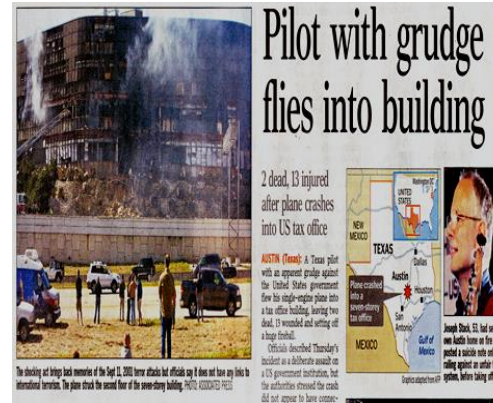 Pilot with grudge
flies into building
2 dead, 13 injured
after plane crashes
into US tax office
AUSTIN (Texas): A Texas pilot
with an apparent grudge against
the United States government
flew his single-engine plane into
a tax office building, leaving two
dead, 13 wounded and setting off
a huge fireball.
Officials described Thursday's
incident as a deliberate assault on
a US government institution, but
the authorities stressed the crash
did not appear to have connec-
Washington DC
UNITED
STATES
NEW
MEXICO
TEXAS
Dallas
Austin
Houston
San
Antonio
Plane crashed
into a
seven-storey
tax office
MEXICO
Gulf of
Mexico
Graphics adapted from AFP
Joseph Stack, 53, had set
own Austin home on fire
posted a suicide note onl
railing against an unfair
system, before taking off
The shocking act brings back memories of the Sept 11, 2001 terror attacks but officials say it does not have any links to
international terrorism. The plane struck the second floor of the seven-storey building. PHOTO: ASSOCIATED PRESS